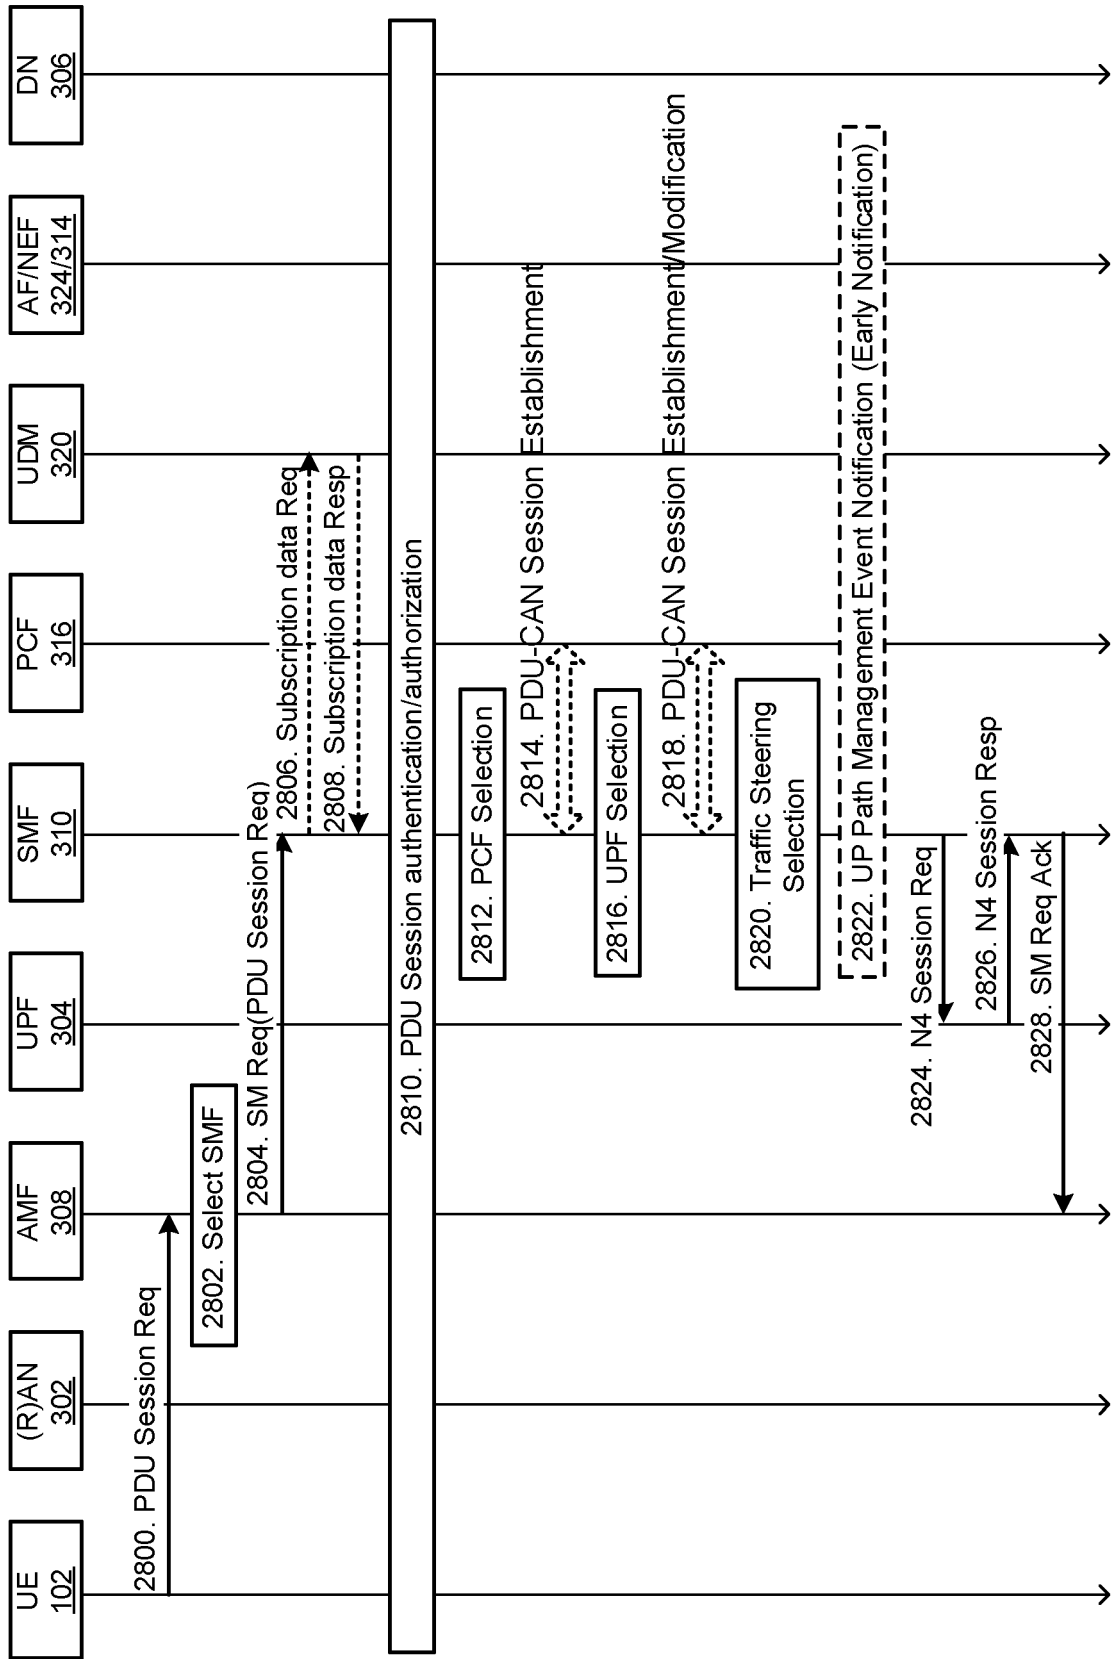 UE
102
(R)AN
302
AMF
308
UPF
304
SMF
310
PCF
316
UDM
320
AF/NEF
324/314
DN
306
2800. PDU Session Req
2802. Select SMF
2804. SM Req(PDU Session Req)
2806. Subscription data Req
2808. Subscription data Resp
2810. PDU Session authentication/authorization
2812. PCF Selection
2814. PDU-CAN Session Establishment
2816. UPF Selection
2818. PDU-CAN Session Establishment/Modification
2820. Traffic Steering
Selection
2822. UP Path Management Event Notification (Early Notification)
2824. N4 Session Req
2826. N4 Session Resp
2828. SM Req Ack